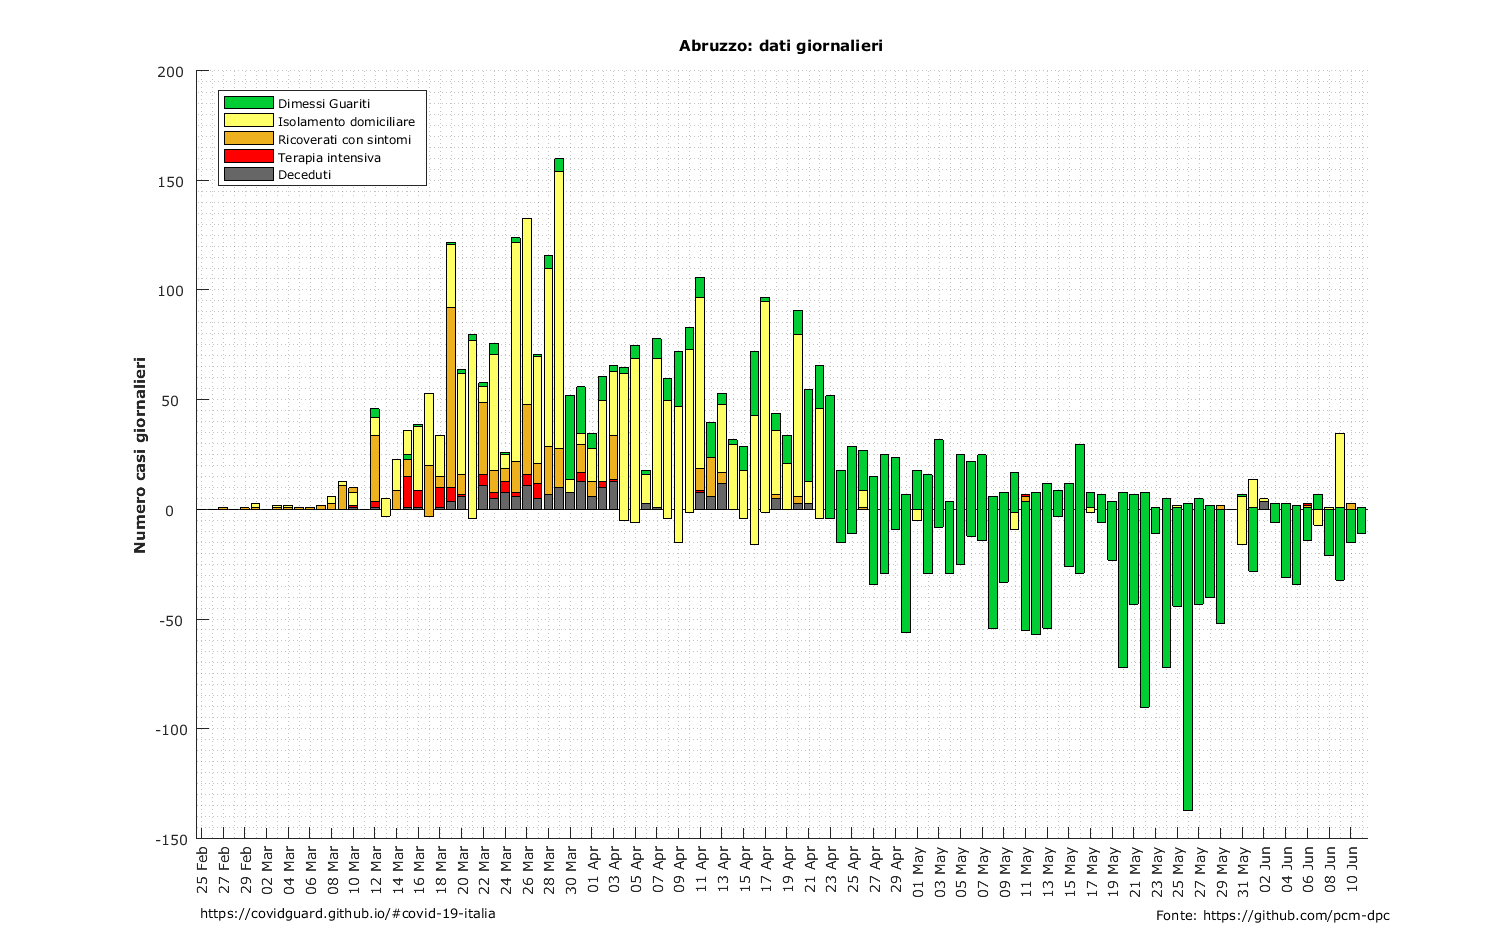 Abruzzo: dati giornalieri
200
150
100
50
0
-50
-100
-150
Numero casi giornalieri
Dimessi Guariti
Isolamento domiciliare
Ricoverati con sintomi
Terapia intensiva
Deceduti
25 Feb
27 Feb
29 Feb
02 Mar
04 Mar
06 Mar
08 Mar
10 Mar
12 Mar
14 Mar
16 Mar
18 Mar
20 Mar
22 Mar
24 Mar
26 Mar
28 Mar
30 Mar
01 Apr
03 Apr
05 Apr
07 Apr
09 Apr
11 Apr
13 Apr
15 Apr
17 Apr
19 Apr
21 Apr
23 Apr
25 Apr
27 Apr
29 Apr
01 May
03 May
05 May
07 May
09 May
11 May
13 May
15 May
17 May
19 May
21 May
23 May
25 May
27 May
29 May
31 May
02 Jun
04 Jun
06 Jun
08 Jun
10 Jun
https://covidguard.github.io/#covid-19-italia
Fonte: https://github.com/pcm-dpc